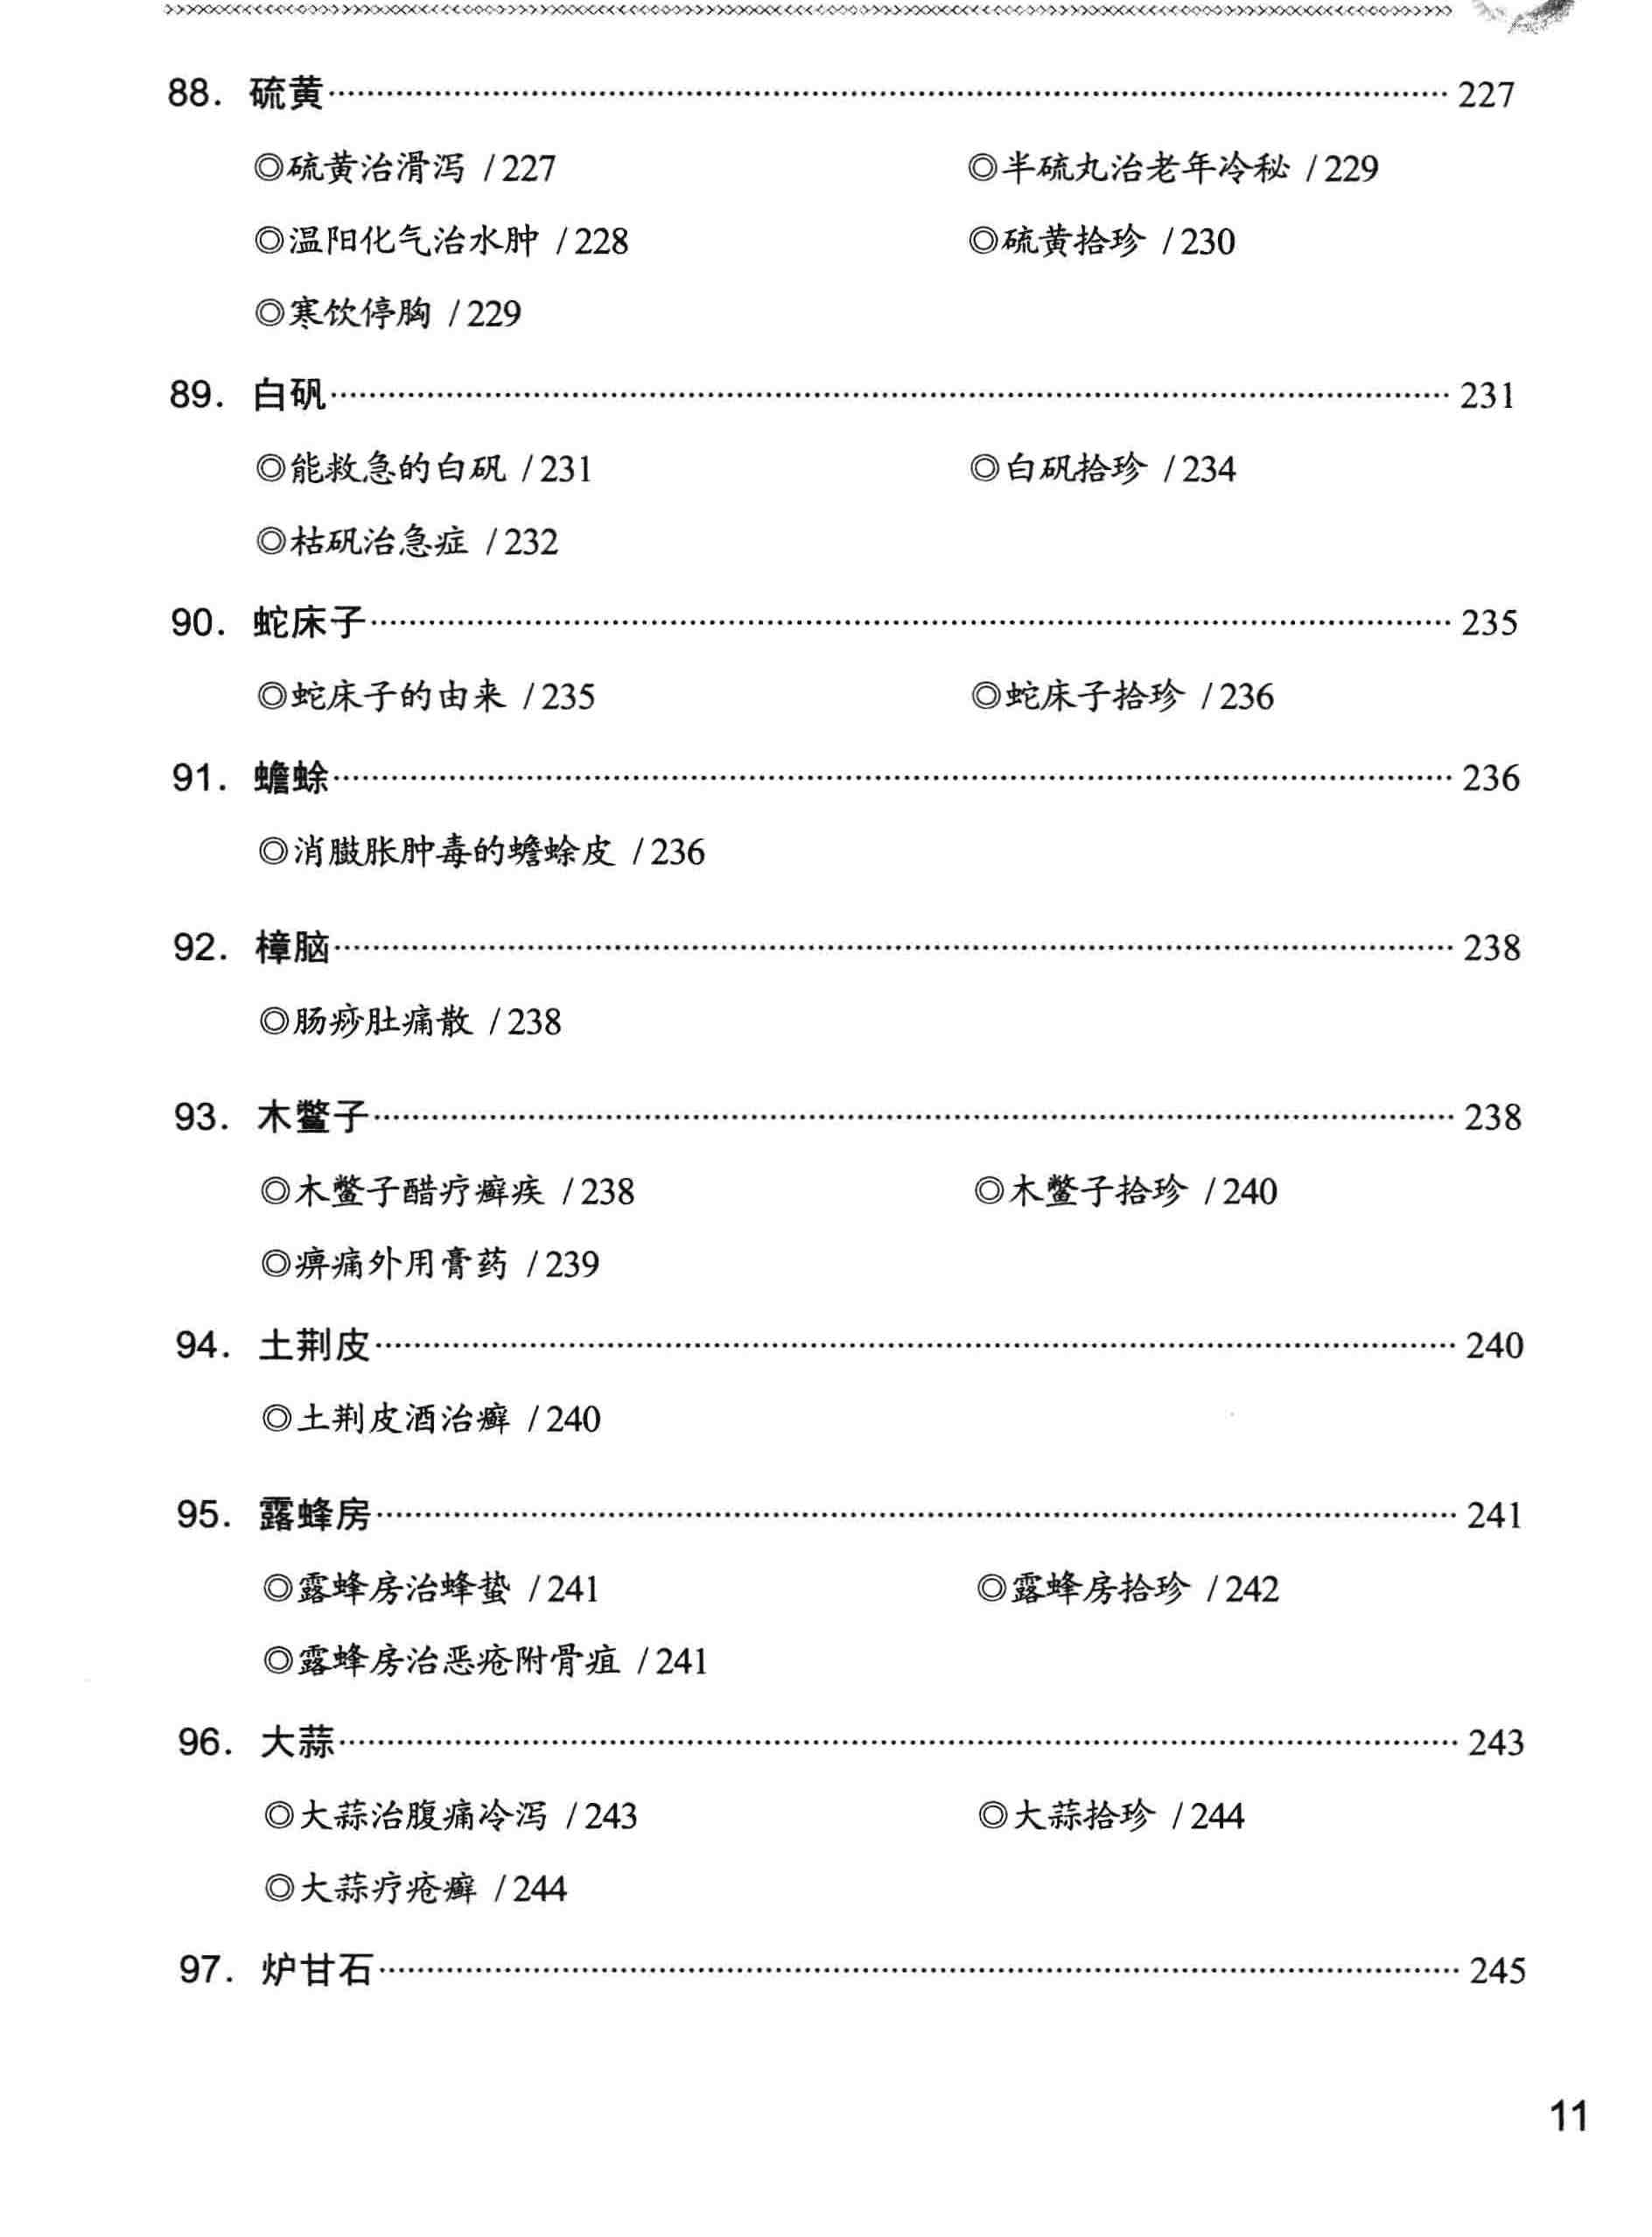 88. 硫黄……………………………………………………227
◎硫黄治滑泻 /227 ◎半硫丸治老年冷秘 /229
◎温阳化气治水肿 /228 ◎硫黄拾珍 /230
◎寒饮停胸 /229
89. 白矾……………………………………………………231
◎能救急的白矾 /231 ◎白矾拾珍 /234
◎枯矾治急症 /232
90. 蛇床子……………………………………………………235
◎蛇床子的由来 /235 ◎蛇床子拾珍 /236
91. 蟾蜍……………………………………………………236
◎消臌胀肿毒的蟾蜍皮 /236
92. 樟脑……………………………………………………238
◎肠痧肚痛散 /238
93. 木鳖子……………………………………………………238
◎木鳖子醋疗癣疾 /238 ◎木鳖子拾珍 /240
◎痹痛外用膏药 /239
94. 土荆皮……………………………………………………240
◎土荆皮酒治癣 /240
95. 露蜂房……………………………………………………241
◎露蜂房治蜂蛰 /241 ◎露蜂房拾珍 /242
◎露蜂房治恶疮附骨疽 /241
96. 大蒜……………………………………………………243
◎大蒜治腹痛冷泻 /243 ◎大蒜拾珍 /244
◎大蒜疗疮癣 /244
97. 炉甘石……………………………………………………245
11